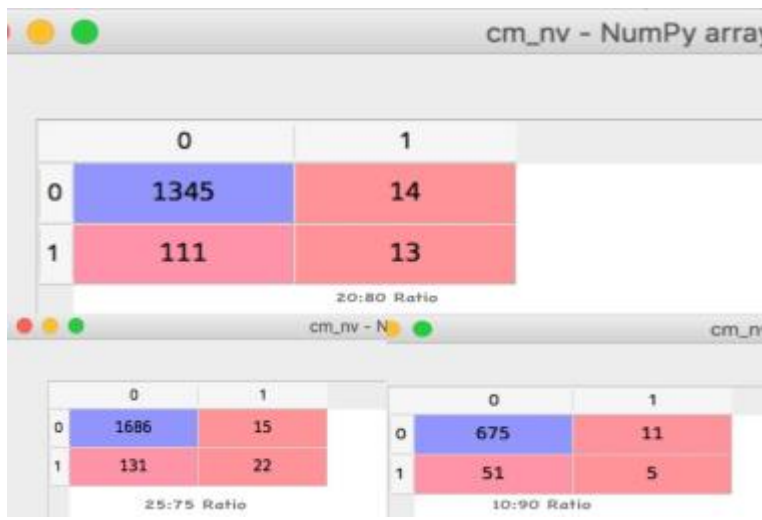 cm_nv - NumPy array
0 1
0 1345 14
1 111 13
20:80 Ratio
cm_nv - N
0 1
0 1686 15
1 131 22
25:75 Ratio
cm_n
0 1
0 675 11
1 51 5
10:90 Ratio